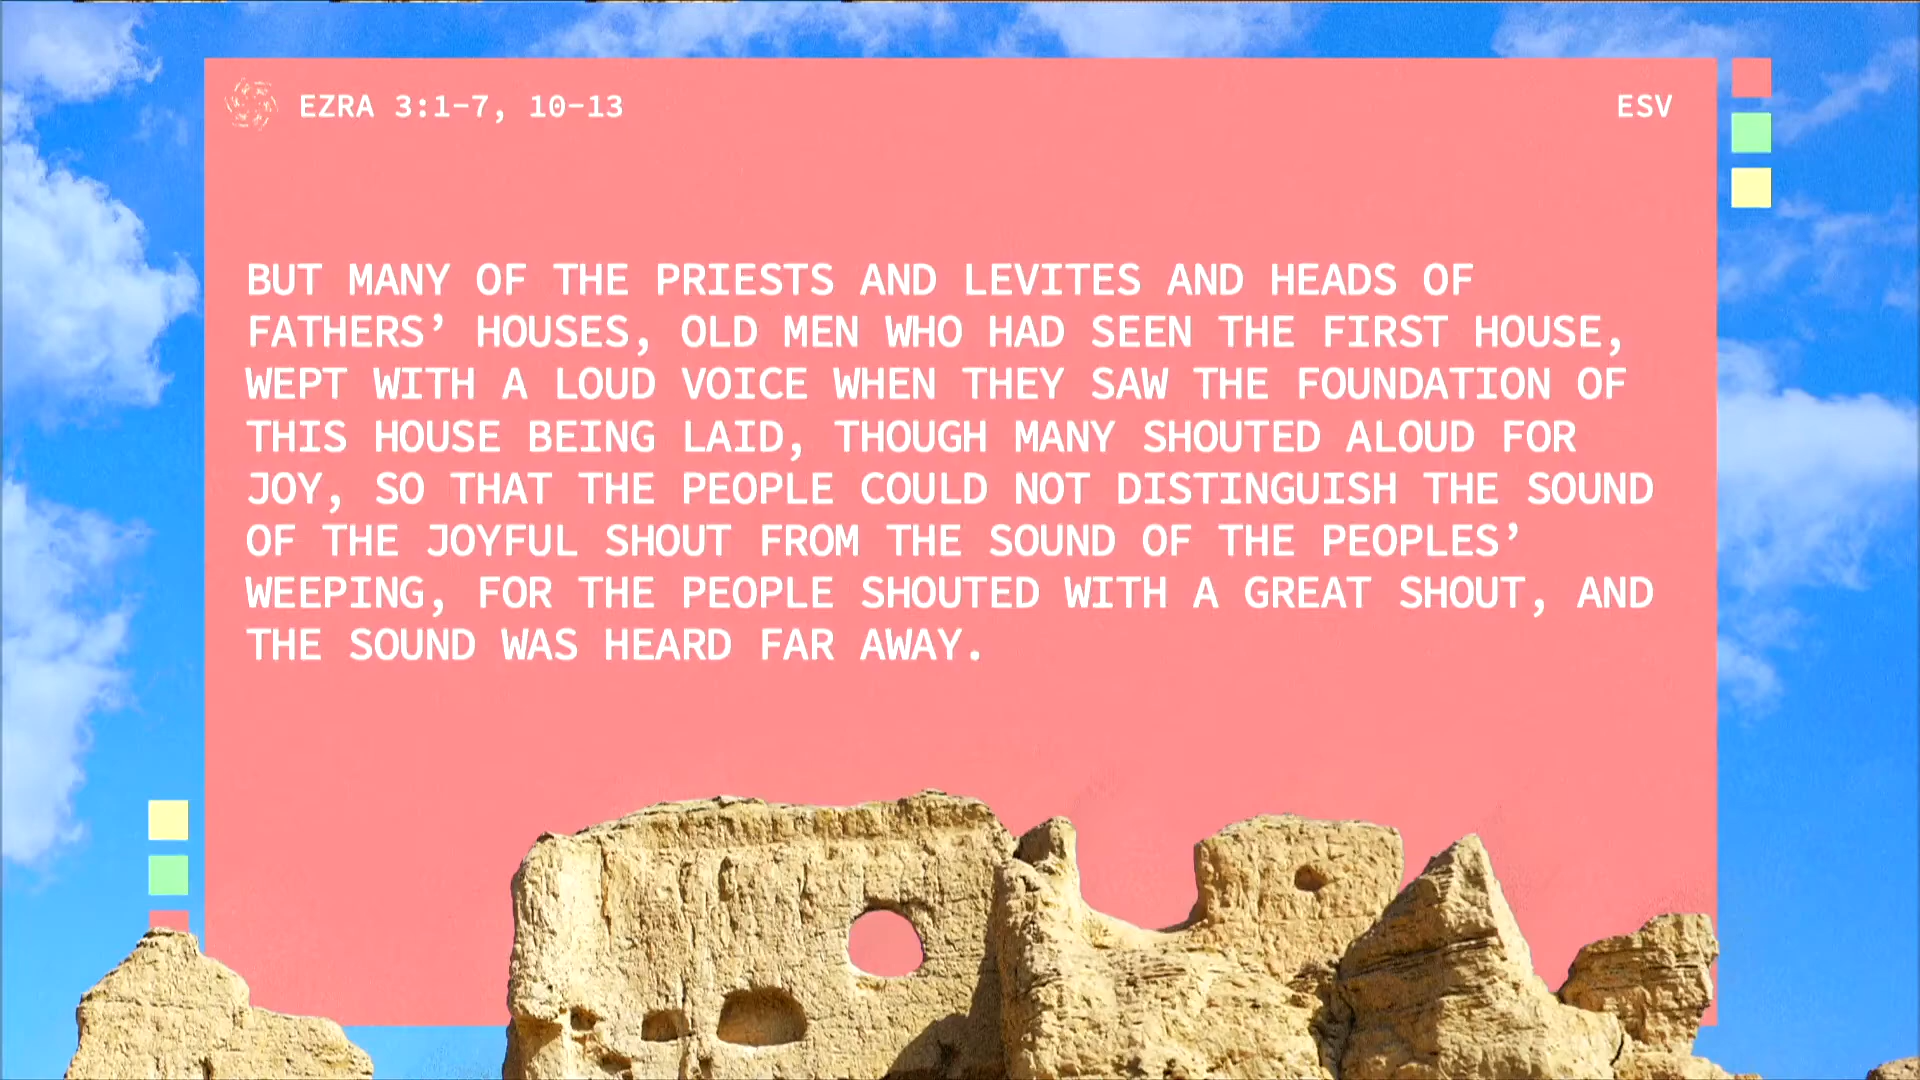 EZRA 3:1-7, 10-13
ESV
BUT MANY OF THE PRIESTS AND LEVITES AND HEADS OF
FATHERS’ HOUSES, OLD MEN WHO HAD SEEN THE FIRST HOUSE,
WEPT WITH A LOUD VOICE WHEN THEY SAW THE FOUNDATION OF
THIS HOUSE BEING LAID, THOUGH MANY SHOUTED ALOUD FOR
JOY, SO THAT THE PEOPLE COULD NOT DISTINGUISH THE SOUND
OF THE JOYFUL SHOUT FROM THE SOUND OF THE PEOPLES’
WEEPING, FOR THE PEOPLE SHOUTED WITH A GREAT SHOUT, AND
THE SOUND WAS HEARD FAR AWAY.